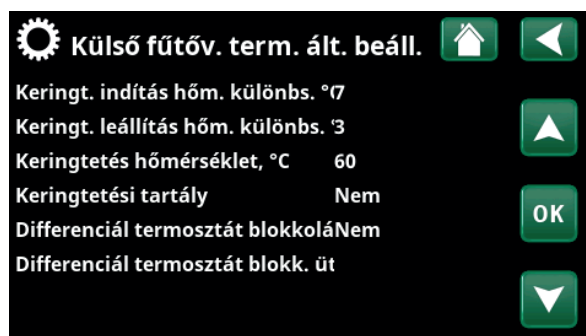 Külső fűtőv. term. ált. beáll.
Keringt. indítás hőm. különbs. °(7
Keringt. leállítás hőm. különbs. °3
Keringtetés hőmérséklet, °C 60
Keringtetési tartály Nem
Differenciál termosztát blokkoláNem
Differenciál termosztát blokk. üt
OK